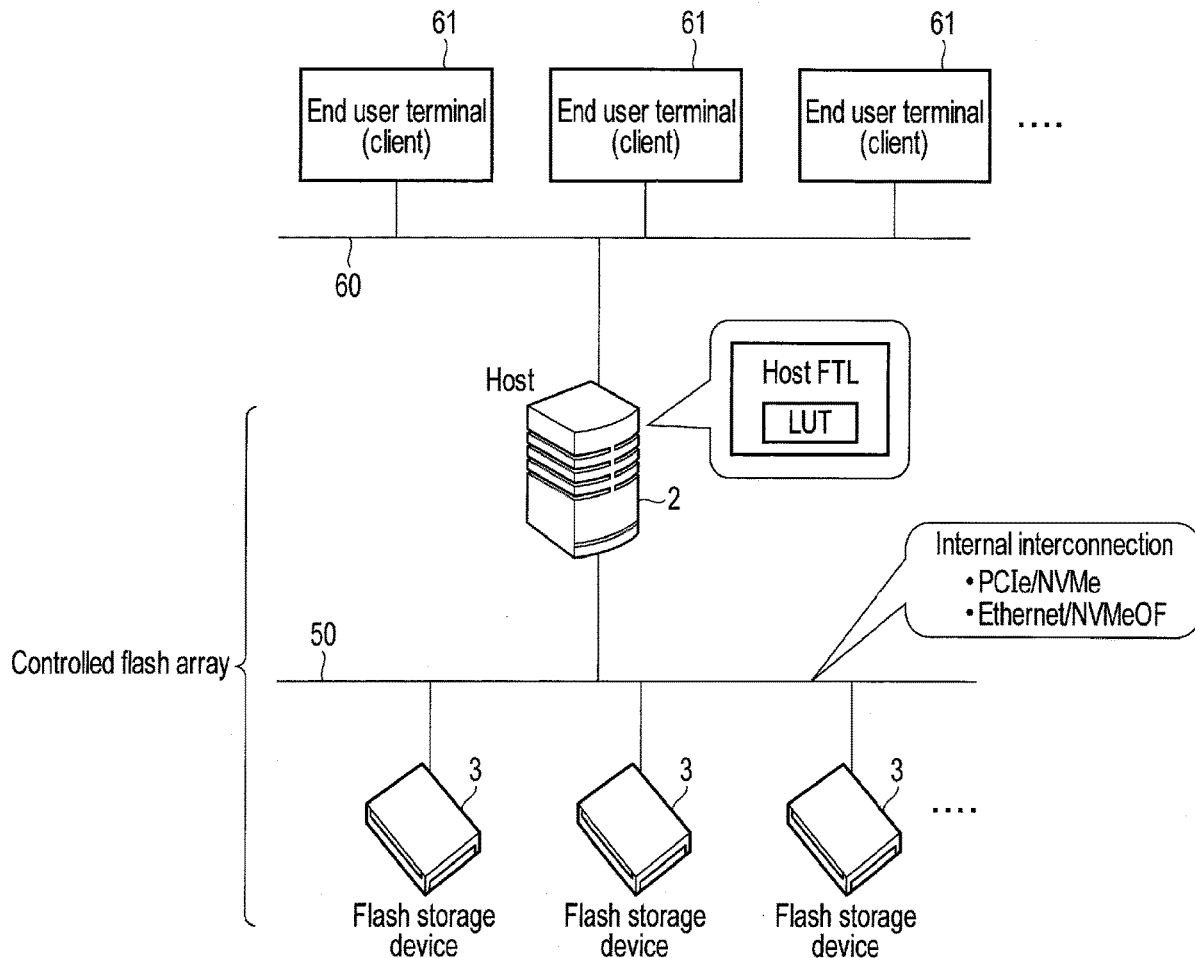 61
61
61
End user terminal
(client)
End user terminal
(client)
End user terminal
(client)
....
60
Host
Host FTL
LUT
2
Internal interconnection
•PCIe/NVMe
•Ethernet/NVMeOF
50
Controlled flash array
3
3
3
....
Flash storage
device
Flash storage
device
Flash storage
device